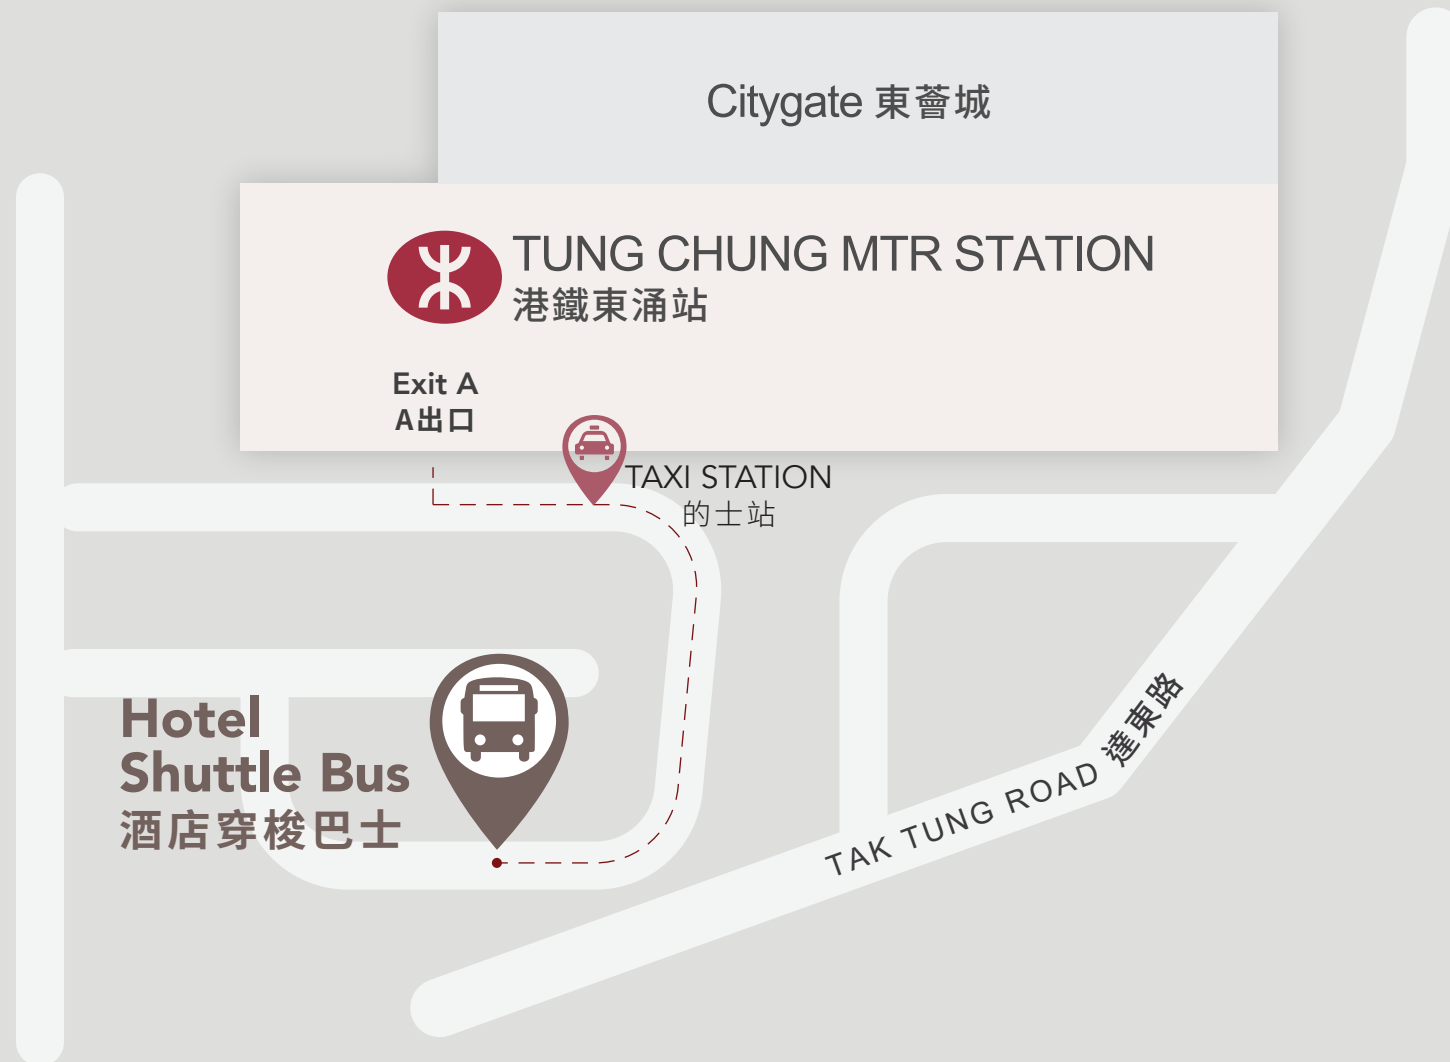 Citygate 東薈城
TUNG CHUNG MTR STATION
港鐵東涌站
Exit A
A出口
TAXI STATION
的士站
Hotel
Shuttle Bus
酒店穿梭巴士
TAK TUNG ROAD 達東路